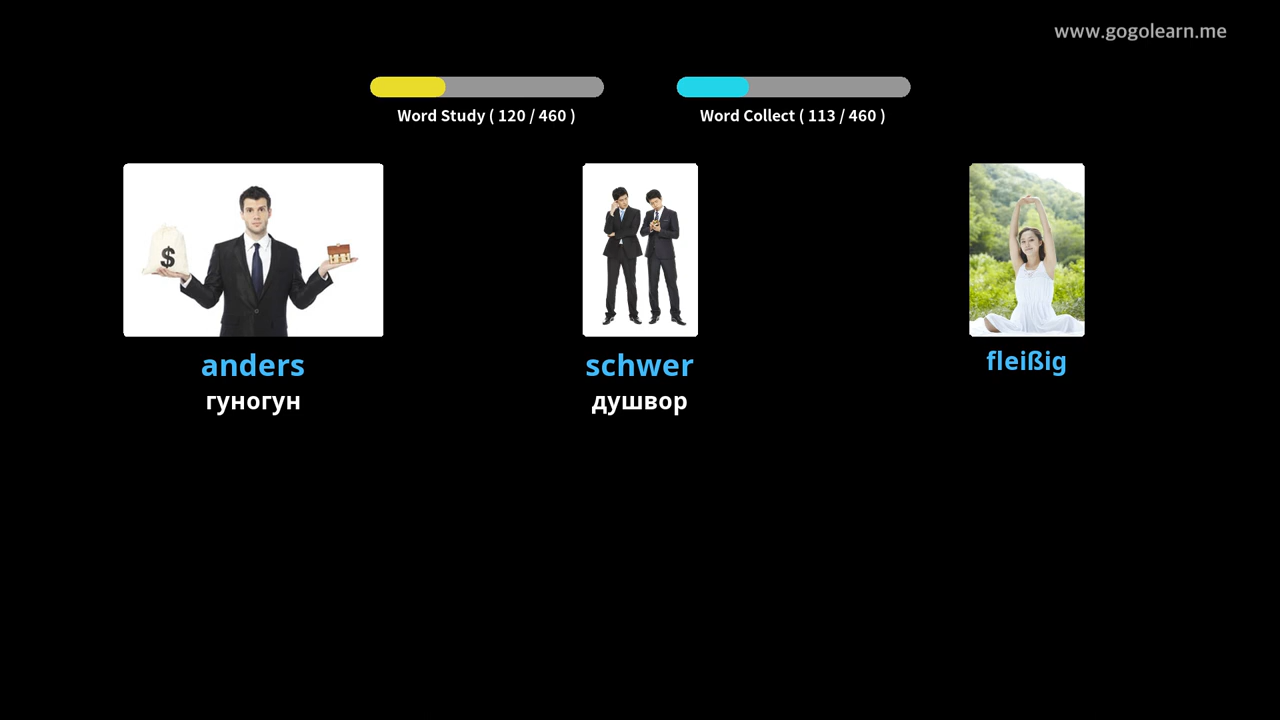 www.gogolearn.me
Word Study ( 120 / 460 )
Word Collect ( 113 / 460 )
$
anders
schwer
fleißig
гуногун
душвор